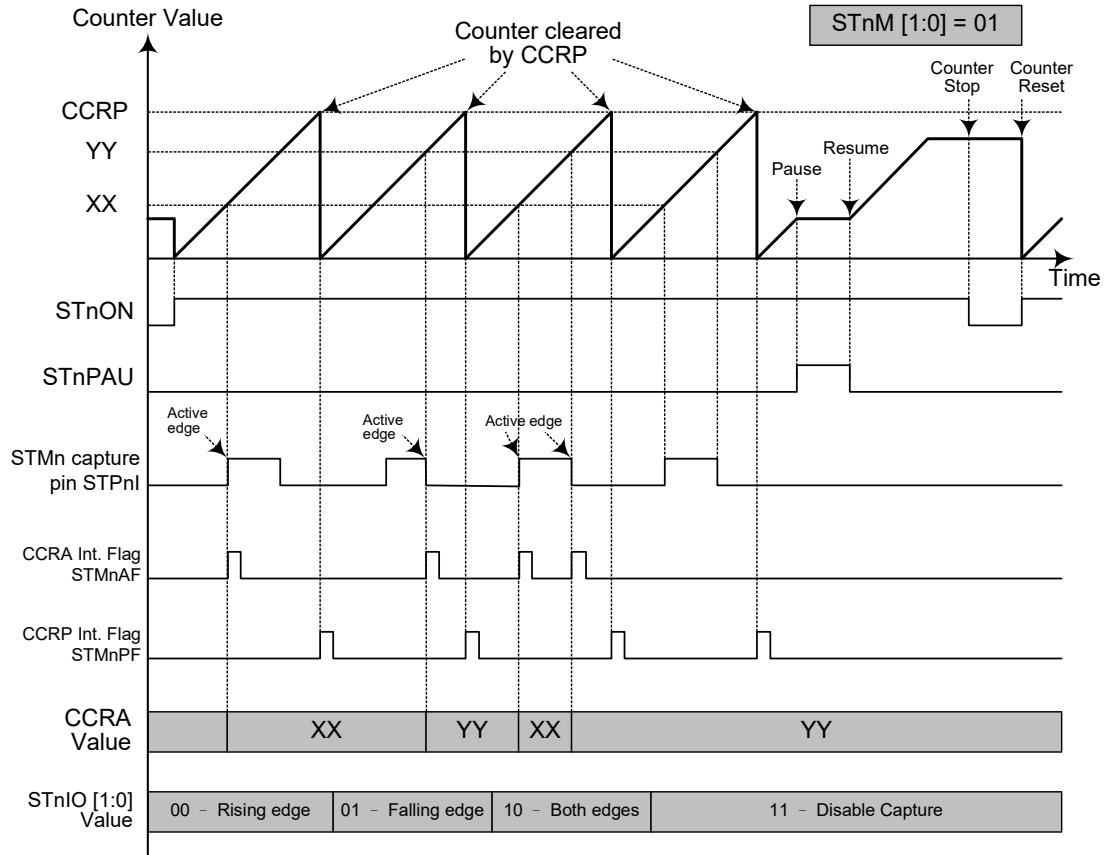 Counter Value
STnM [1:0] = 01
Counter cleared
by CCRP
Counter
Stop
Counter
Reset
CCRP
YY
Resume
Pause
XX
Time
STnON
STnPAU
Active
edge
Active
edge
Active edge
STMn capture
pin STPnI
CCRA Int. Flag
STMnAF
CCRP Int. Flag
STMnPF
CCRA
Value
XX
YY
XX
YY
STnIO [1:0]
Value
00 – Rising edge
01 – Falling edge
10 – Both edges
11 – Disable Capture